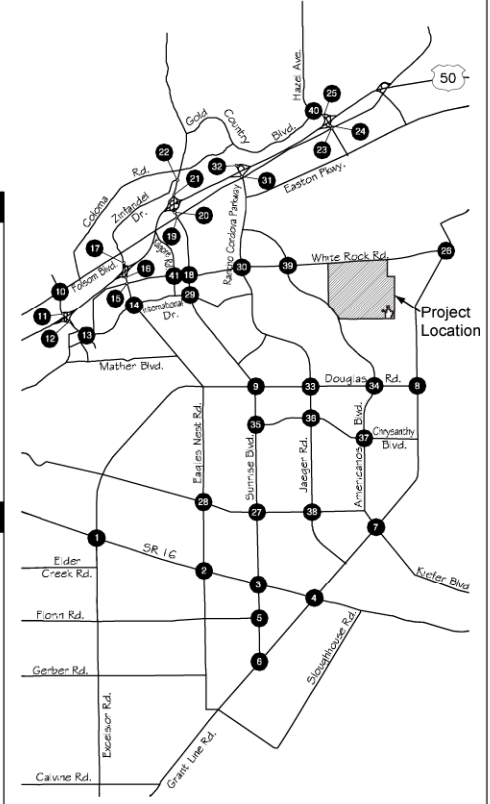 50
Hazel Ave.
25
40
Gold
Country
Blvd.
24
23
22
32
21
31
Easton Pkwy.
Coloma
Rd.
Zinfandel
Dr.
20
19
Rancho Cordova Parkway
17
16
Folsom Blvd.
41
18
30
39
White Rock Rd.
26
10
15
14
29
International
Dr.
11
12
13
Project
Location
Mather Blvd.
9
33
Douglas
34
Rd.
8
35
36
37
Chrysanthy
Blvd.
Eagles Nest Rd.
Sunrise Blvd.
Jaeger Rd.
Americanos
Blvd.
28
27
38
7
1
SR 16
Elder
Creek Rd.
2
3
4
Kiefer Blvd
Florin Rd.
5
Sloughhouse Rd.
6
Gerber Rd.
Excelsior Rd.
Grant Line Rd.
Calvine Rd.